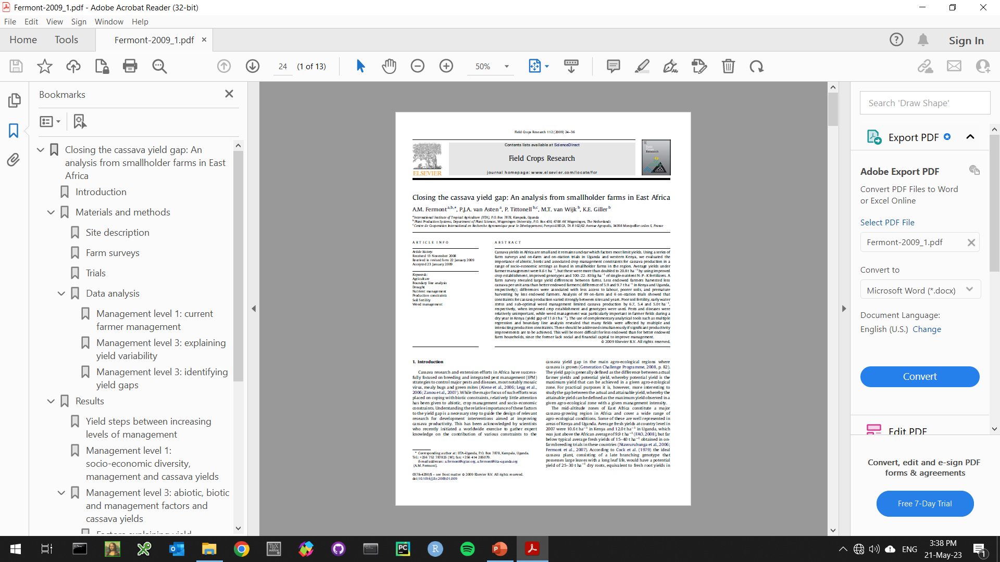 Fermont-2009_1.pdf - Adobe Acrobat Reader (32-bit)
File Edit View Sign Window Help
Home Tools Fermont-2009_1.pdf × Sign In
24 (1 of 13) 50%
Bookmarks
Closing the cassava yield gap: An
analysis from smallholder farms in East
Africa
Introduction
Materials and methods
Site description
Farm surveys
Trials
Data analysis
Management level 1: current
farmer management
Management level 3: explaining
yield variability
Management level 3: identifying
yield gaps
Results
Yield steps between increasing
levels of management
Management level 1:
socio-economic diversity,
management and cassava yields
Management level 3: abiotic, biotic
and management factors and
cassava yields
Factors explaining yield
Field Crops Research 112 (2009) 24–36
Contents lists available at ScienceDirect
Field Crops Research
journal homepage: www.elsevier.com/locate/fcr
ELSEVIER
Field
Crops
Research
Closing the cassava yield gap: An analysis from smallholder farms in East Africa
A.M. Fermont a,b,*, P.J.A. van Asten a, P. Tittonell b,c, M.T. van Wijk b, K.E. Giller b
a International Institute of Tropical Agriculture (IITA), P.O. Box 7878, Kampala, Uganda
b Plant Production Systems, Department of Plant Sciences, Wageningen University, P.O. Box 430, 6700 AK Wageningen, The Netherlands
c Centre de Cooperation International en Recherche Agronomique pour le Développement, Persyst-URSCA, TA B 102/02 Avenue Agropolis, 34398 Montpellier cedex 5, France
ARTICLE INFO
Article history:
Received 13 November 2008
Received in revised form 22 January 2009
Accepted 23 January 2009
Keywords:
Agriculture
Boundary line analysis
Drought
Nutrient management
Production constraints
Soil fertility
Weed management
ABSTRACT
Cassava yields in Africa are small and it remains unclear which factors most limit yields. Using a series of
farm surveys and on-farm and on-station trials in Uganda and western Kenya, we evaluated the
importance of abiotic, biotic and associated crop management constraints for cassava production in a
range of socio-economic settings as found in smallholder farms in the region. Average yields under
farmer management were 8.6 t ha−1, but these were more than doubled to 20.8 t ha−1 by using improved
crop establishment, improved genotypes and 100–22–83 kg ha−1 of single-nutrient N–P–K fertilizers. A
farm survey revealed large yield differences between farms. Less endowed farmers harvested less
cassava per unit area than better endowed farmers (difference of 5.9 and 9.7 t ha−1 in Kenya and Uganda,
respectively); differences were associated with less access to labour, poorer soils, and premature
harvesting by less endowed farmers. Analysis of 99 on-farm and 6 on-station trials showed that
constraints for cassava production varied strongly between sites and years. Poor soil fertility, early water
stress and sub-optimal weed management limited cassava production by 6.7, 5.4 and 5.0 t ha−1,
respectively, when improved crop establishment and genotypes were used. Pests and diseases were
relatively unimportant, while weed management was particularly important in farmer fields during a
dry year in Kenya (yield gap of 11.6 t ha−1). The use of complementary analytical tools such as multiple
regression and boundary line analysis revealed that many fields were affected by multiple and
interacting production constraints. These should be addressed simultaneously if significant productivity
improvements are to be achieved. This will be more difficult for less endowed than for better endowed
farm households, since the former lack social and financial capital to improve management.
© 2009 Elsevier B.V. All rights reserved.
1. Introduction
Cassava research and extension efforts in Africa have success-
fully focused on breeding and integrated pest management (IPM)
strategies to control major pests and diseases, most notably mosaic
virus, mealy bugs and green mites (Alene et al., 2006; Legg et al.,
2006; Zanou et al., 2007). While the major focus of such efforts was
placed on coping with biotic constraints, relatively little attention
has been given to abiotic, crop management and socio-economic
constraints. Understanding the relative importance of these factors
to the yield gap is a necessary step to guide the design of relevant
research for development interventions aimed at improving
cassava productivity. This has been acknowledged by scientists
who recently initiated a worldwide exercise to gather expert
knowledge on the contribution of various constraints to the
* Corresponding author at: IITA-Uganda, P.O. Box 7878, Kampala, Uganda.
Tel.: +256 752 787825 (M); fax: +256 414 285079.
E-mail addresses: a.fermont@cgiar.org, a.fermont@iita-uganda.org
(A.M. Fermont).
0378-4290/$ – see front matter © 2009 Elsevier B.V. All rights reserved.
doi:10.1016/j.fcr.2009.01.009
cassava yield gap in the main agro-ecological regions where
cassava is grown (Generation Challenge Programme, 2008, p. 82).
The yield gap is generally defined as the difference between actual
farmer yields and potential yield, whereby potential yield is the
maximum yield that can be achieved in a given agro-ecological
zone. For practical purposes it is, however, more interesting to
study the gap between the actual and attainable yield, whereby the
attainable yield can be defined as the maximum yield observed in a
given agro-ecological zone with a given management intensity.
The mid-altitude zones of East Africa constitute a major
cassava-growing region in Africa and cover a wide range of
agro-ecological conditions. Some of these are well represented in
areas of Kenya and Uganda. Average fresh yields at country level in
2007 were 10.6 t ha−1 in Kenya and 12.0 t ha−1 in Uganda, which
was just above the African average of 9.9 t ha−1 (FAO, 2008), but far
below typical average fresh yields of 15–40 t ha−1 obtained in on-
farm breeding trials in these countries (Ntawuruhunga et al., 2006;
Fermont et al., 2007). According to Cock et al. (1979) the ideal
cassava plant, consisting of a late branching genotype that
possesses large leaves with a long leaf life, would have a potential
yield of 25–30 t ha−1 dry roots, equivalent to fresh root yields in
Search 'Draw Shape'
Export PDF
Adobe Export PDF
Convert PDF Files to Word
or Excel Online
Select PDF File
Fermont-2009_1.pdf
Convert to
Microsoft Word (*.docx)
Document Language:
English (U.S.) Change
Convert
Edit PDF
Convert, edit and e-sign PDF
forms & agreements
Free 7-Day Trial
TEX
MAKER
PC
R
P
ENG
3:38 PM
21-May-23
1